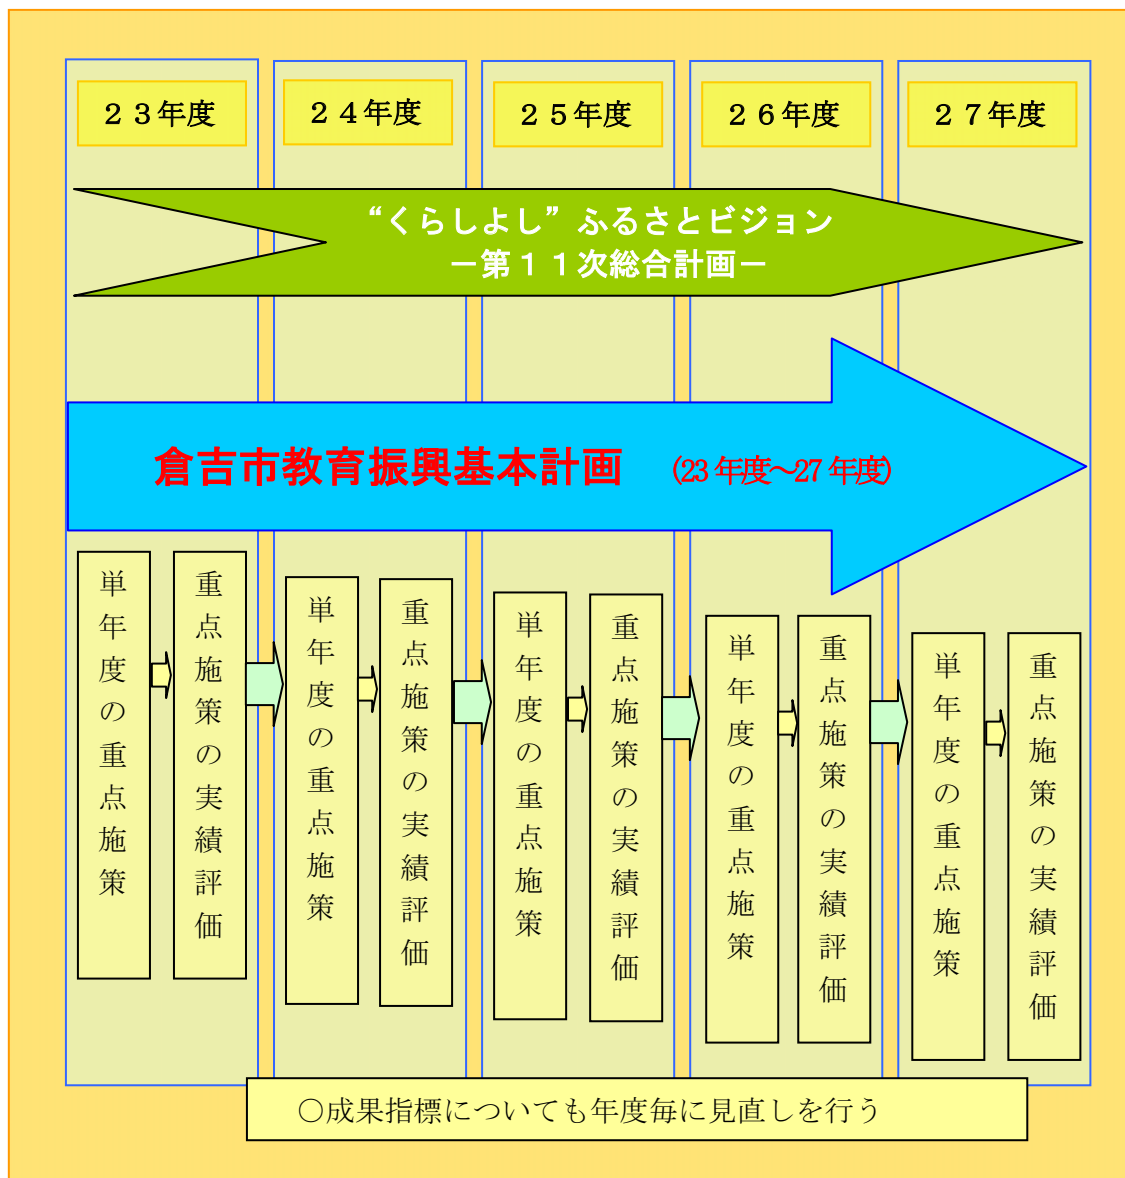 ２３年度
２４年度
２５年度
２６年度
２７年度
“くらしよし”ふるさとビジョン
－第１１次総合計画－
倉吉市教育振興基本計画　（23年度～27年度）
単年度の重点施策
重点施策の実績評価
単年度の重点施策
重点施策の実績評価
単年度の重点施策
重点施策の実績評価
単年度の重点施策
重点施策の実績評価
単年度の重点施策
重点施策の実績評価
○成果指標についても年度毎に見直しを行う